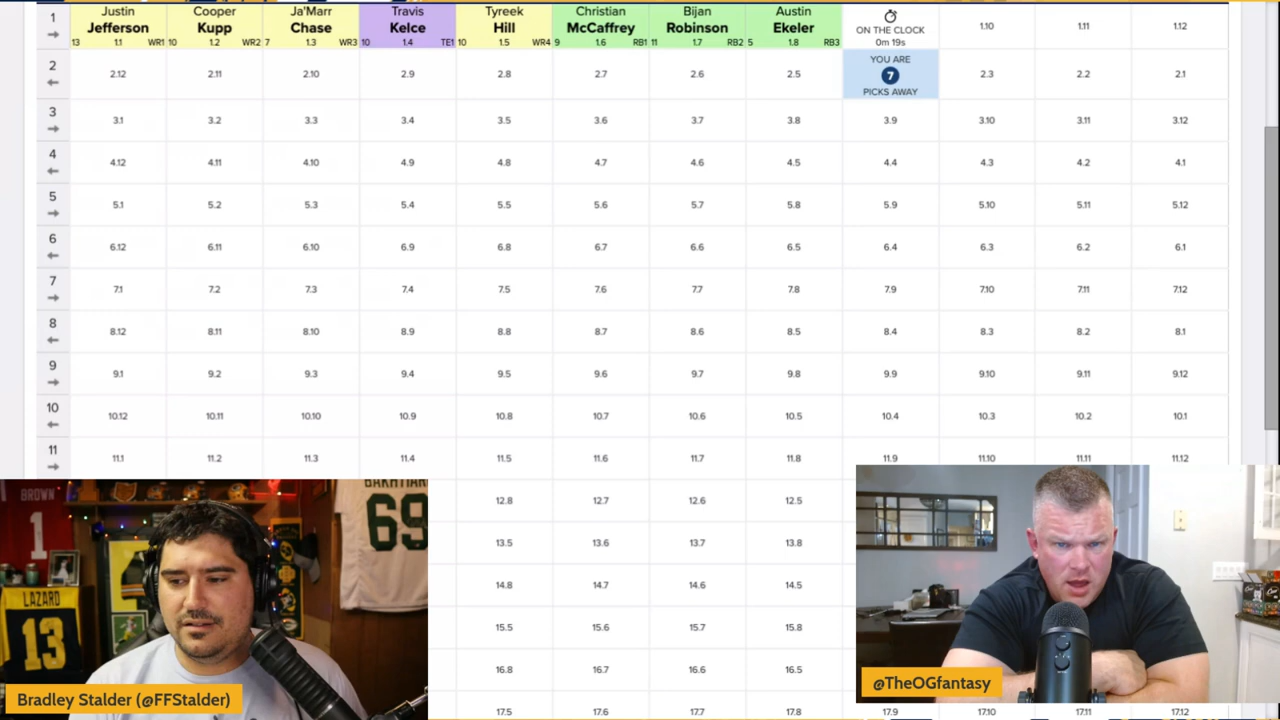 1 Justin Cooper Ja'Marr Travis Tyreek Christian Bijan Austin
Jefferson Kupp Chase Kelce Hill McCaffrey Robinson Ekeler ON THE CLOCK 1.10 1.11 1.12
13 1.1 WR1 10 1.2 WR2 7 1.3 WR3 10 1.4 TE1 10 1.5 WR4 9 1.6 RB1 11 1.7 RB2 5 1.8 RB3 0m 19s
YOU ARE
2 2.12 2.11 2.10 2.9 2.8 2.7 2.6 2.5 7 2.3 2.2 2.1
PICKS AWAY
3 3.1 3.2 3.3 3.4 3.5 3.6 3.7 3.8 3.9 3.10 3.11 3.12
4 4.12 4.11 4.10 4.9 4.8 4.7 4.6 4.5 4.4 4.3 4.2 4.1
5 5.1 5.2 5.3 5.4 5.5 5.6 5.7 5.8 5.9 5.10 5.11 5.12
6 6.12 6.11 6.10 6.9 6.8 6.7 6.6 6.5 6.4 6.3 6.2 6.1
7 7.1 7.2 7.3 7.4 7.5 7.6 7.7 7.8 7.9 7.10 7.11 7.12
8 8.12 8.11 8.10 8.9 8.8 8.7 8.6 8.5 8.4 8.3 8.2 8.1
9 9.1 9.2 9.3 9.4 9.5 9.6 9.7 9.8 9.9 9.10 9.11 9.12
10 10.12 10.11 10.10 10.9 10.8 10.7 10.6 10.5 10.4 10.3 10.2 10.1
11 11.1 11.2 11.3 11.4 11.5 11.6 11.7 11.8 11.9 11.10 11.11 11.12
12.8 12.7 12.6 12.5
13.5 13.6 13.7 13.8
14.8 14.7 14.6 14.5
15.5 15.6 15.7 15.8
16.8 16.7 16.6 16.5
17.5 17.6 17.7 17.8 17.9 17.10 17.11 17.12
BROWN
1
BAKHTIARI
69
LAZARD
13
Bradley Stalder (@FFStalder)
@TheOGfantasy